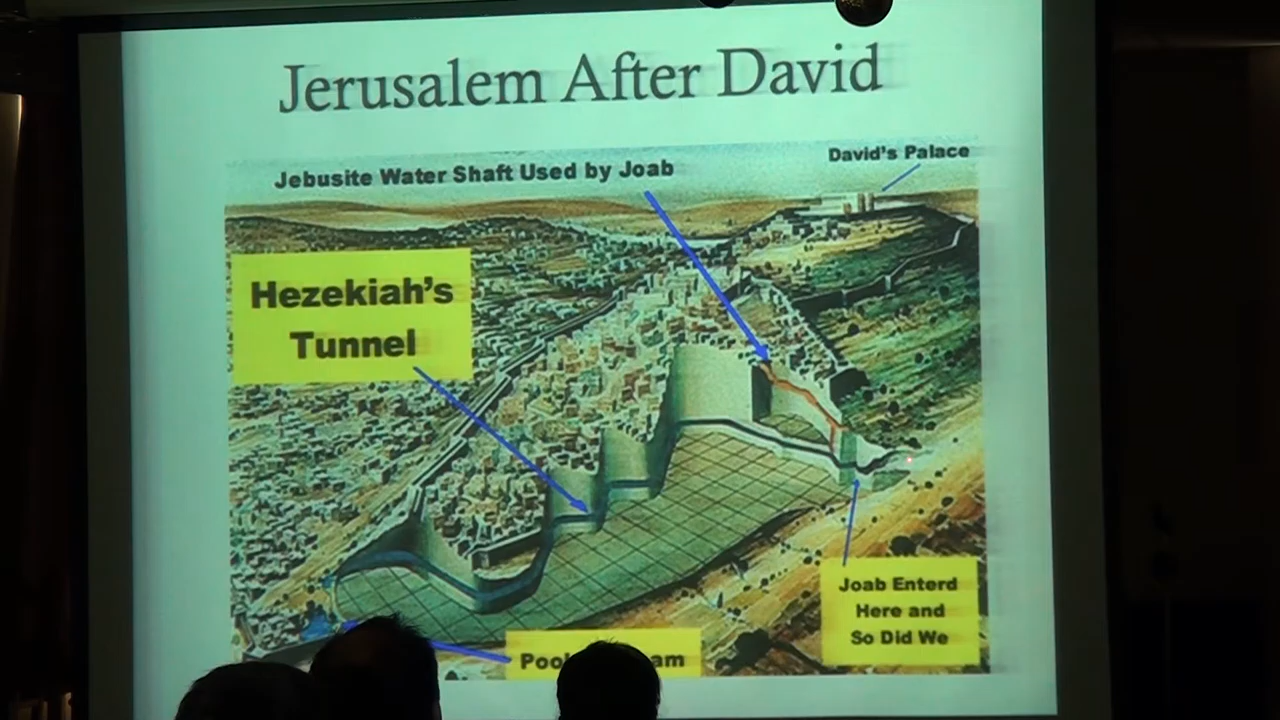 Jerusalem After David
Jebusite Water Shaft Used by Joab
David's Palace
Hezekiah's
Tunnel
Joab Enterd
Here and
So Did We